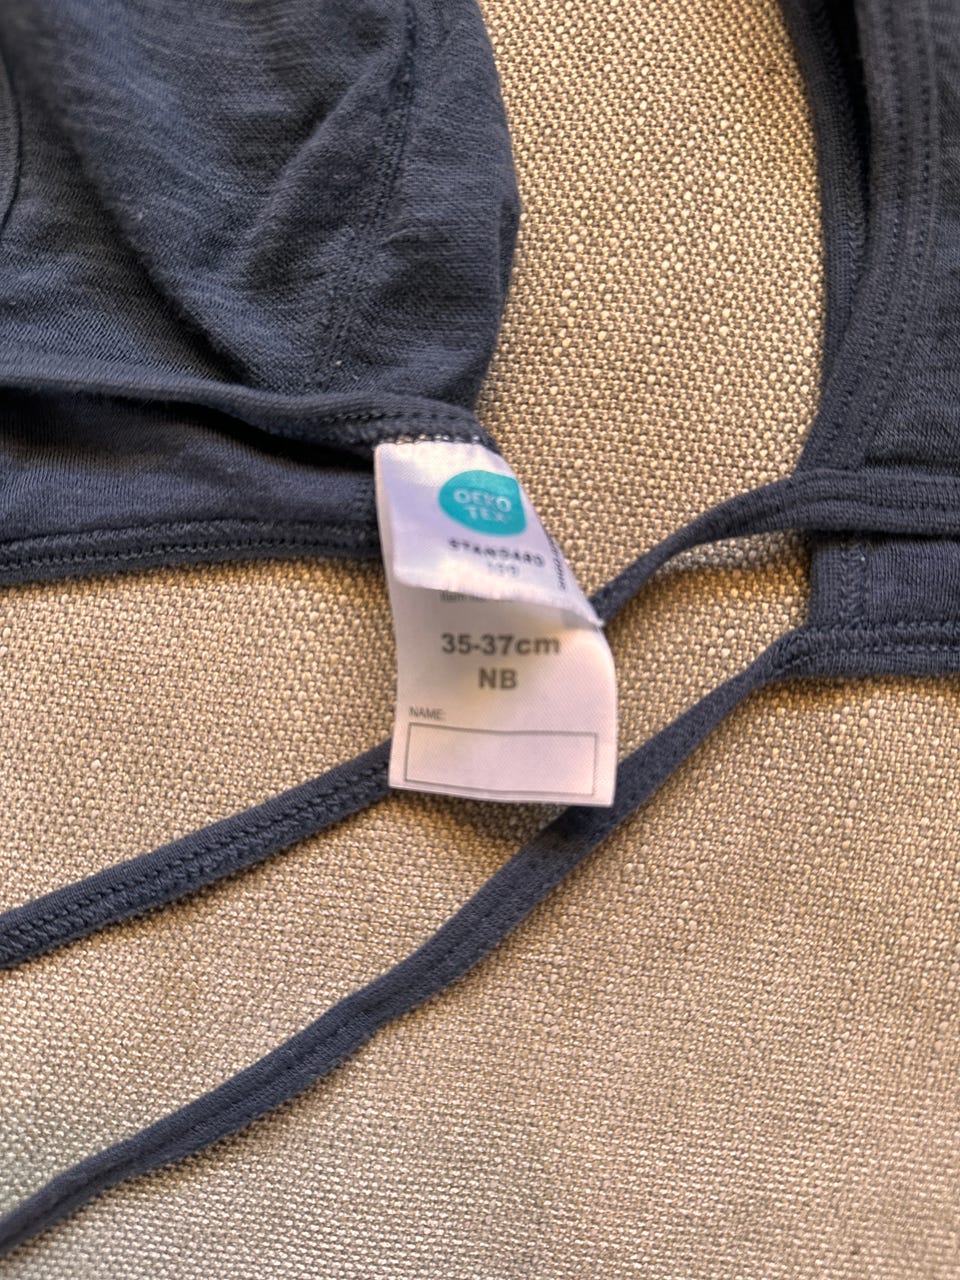 OEKO
TEX®
STANDARD
100
35-37cm
NB
NAME: